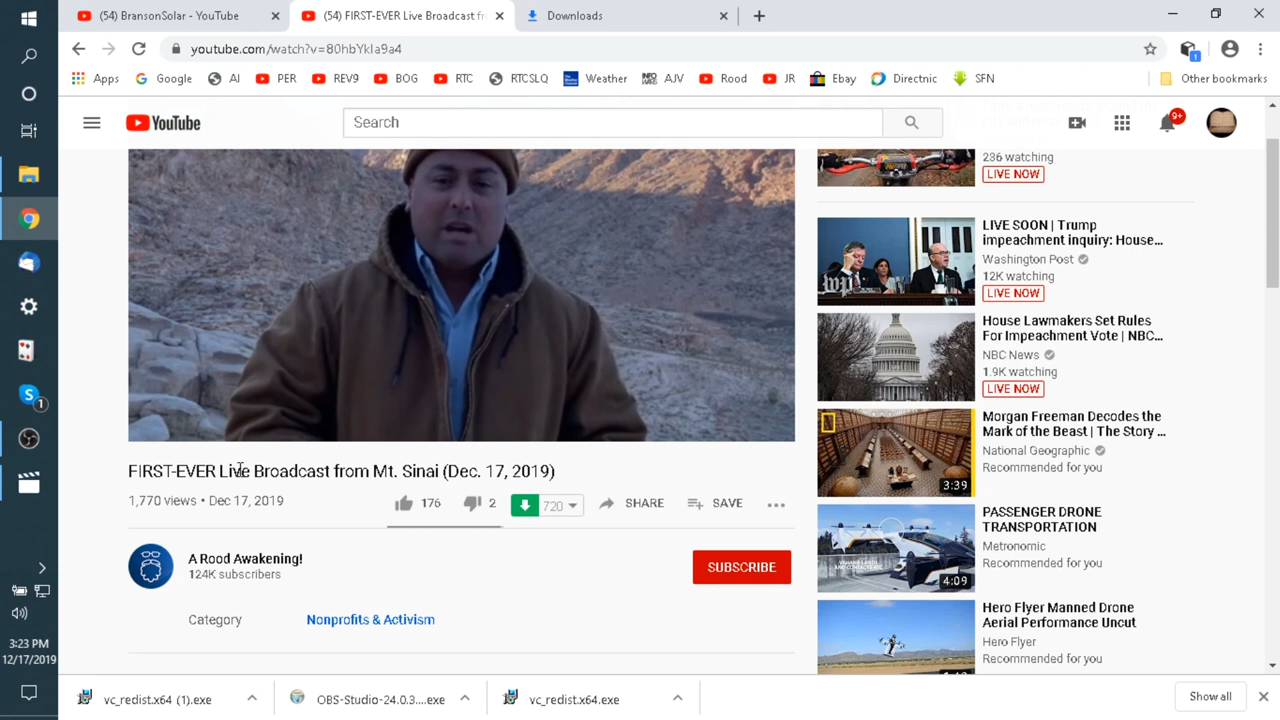 (54) BransonSolar - YouTube
(54) FIRST-EVER Live Broadcast fr
Downloads
youtube.com/watch?v=80hbYkIa9a4
1
Apps
Google
AI
PER
REV9
BOG
RTC
RTCSLQ
Weather
AJV
Rood
JR
Ebay
Directnic
SFN
Other bookmarks
YouTube
Search
9+
236 watching
LIVE NOW
LIVE SOON | Trump
impeachment inquiry: House...
Washington Post
12K watching
LIVE NOW
wp
House Lawmakers Set Rules
For Impeachment Vote | NBC...
NBC News
1.9K watching
LIVE NOW
Morgan Freeman Decodes the
Mark of the Beast | The Story ...
National Geographic
Recommended for you
3:39
PASSENGER DRONE
TRANSPORTATION
Metronomic
Recommended for you
4:09
Hero Flyer Manned Drone
Aerial Performance Uncut
Hero Flyer
Recommended for you
FIRST-EVER Live Broadcast from Mt. Sinai (Dec. 17, 2019)
1,770 views • Dec 17, 2019
176
2
720
SHARE
SAVE
A Rood Awakening!
124K subscribers
SUBSCRIBE
Category
Nonprofits & Activism
S
1
3:23 PM
12/17/2019
vc_redist.x64 (1).exe
OBS-Studio-24.0.3....exe
vc_redist.x64.exe
Show all